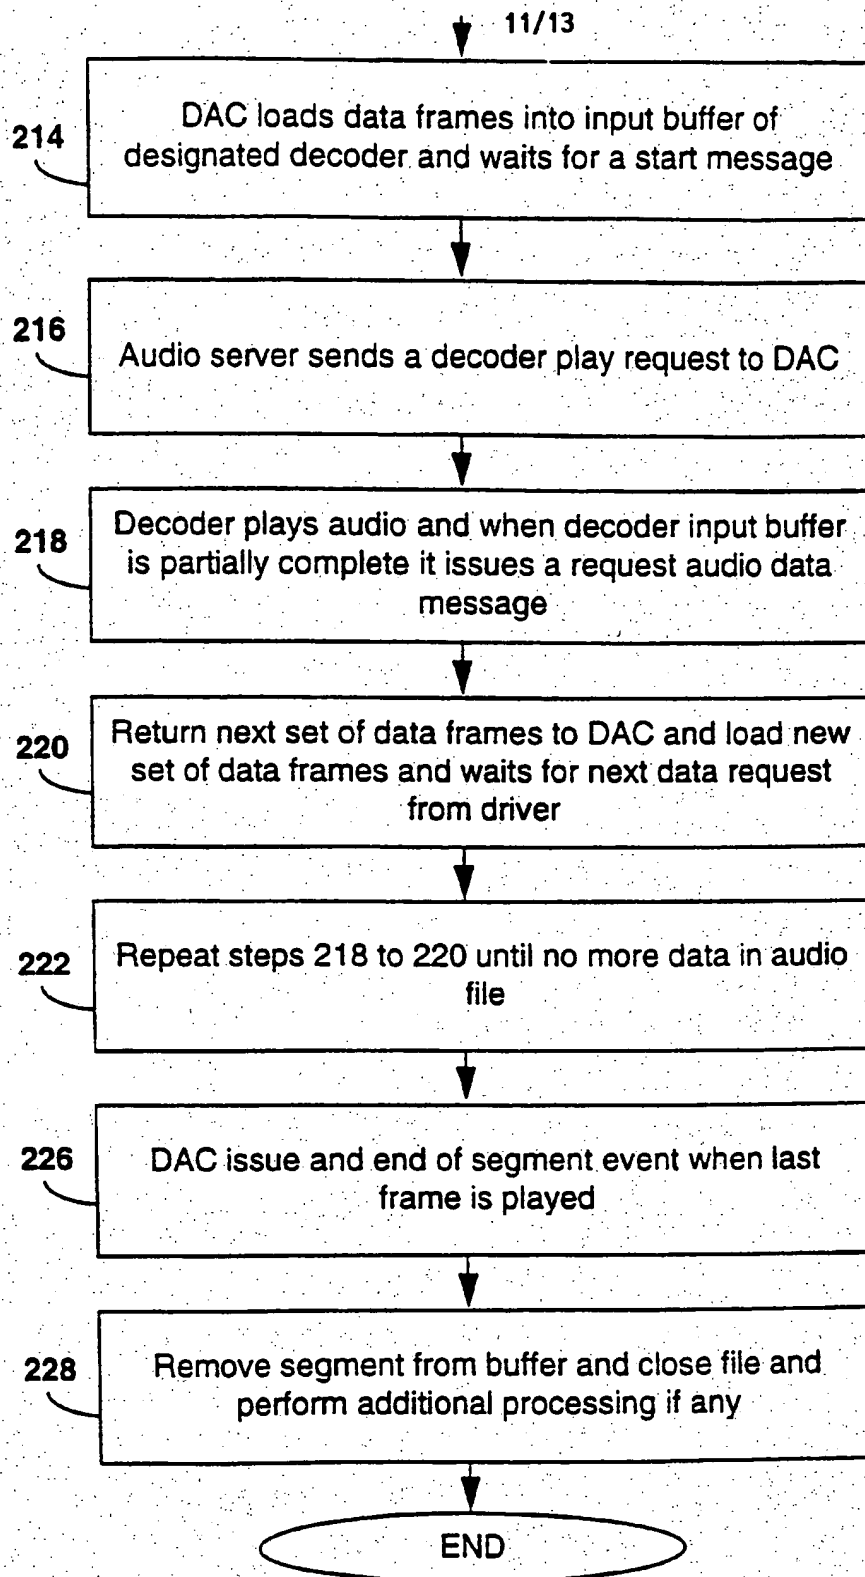 11/13
214
DAC loads data frames into input buffer of
designated decoder and waits for a start message
216
Audio server sends a decoder play request to DAC
218
Decoder plays audio and when decoder input buffer
is partially complete it issues a request audio data
message
220
Return next set of data frames to DAC and load new
set of data frames and waits for next data request
from driver
222
Repeat steps 218 to 220 until no more data in audio
file
226
DAC issue and end of segment event when last
frame is played
228
Remove segment from buffer and close file and
perform additional processing if any
END